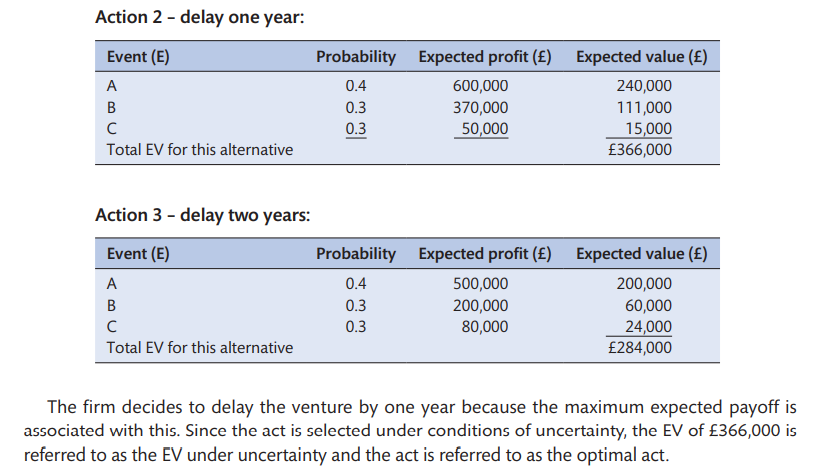 Action 2 – delay one year:
Event (E) Probability Expected profit (£) Expected value (£)
A 0.4 600,000 240,000
B 0.3 370,000 111,000
C 0.3 50,000 15,000
Total EV for this alternative £366,000
Action 3 – delay two years:
Event (E) Probability Expected profit (£) Expected value (£)
A 0.4 500,000 200,000
B 0.3 200,000 60,000
C 0.3 80,000 24,000
Total EV for this alternative £284,000
The firm decides to delay the venture by one year because the maximum expected payoff is
associated with this. Since the act is selected under conditions of uncertainty, the EV of £366,000 is
referred to as the EV under uncertainty and the act is referred to as the optimal act.